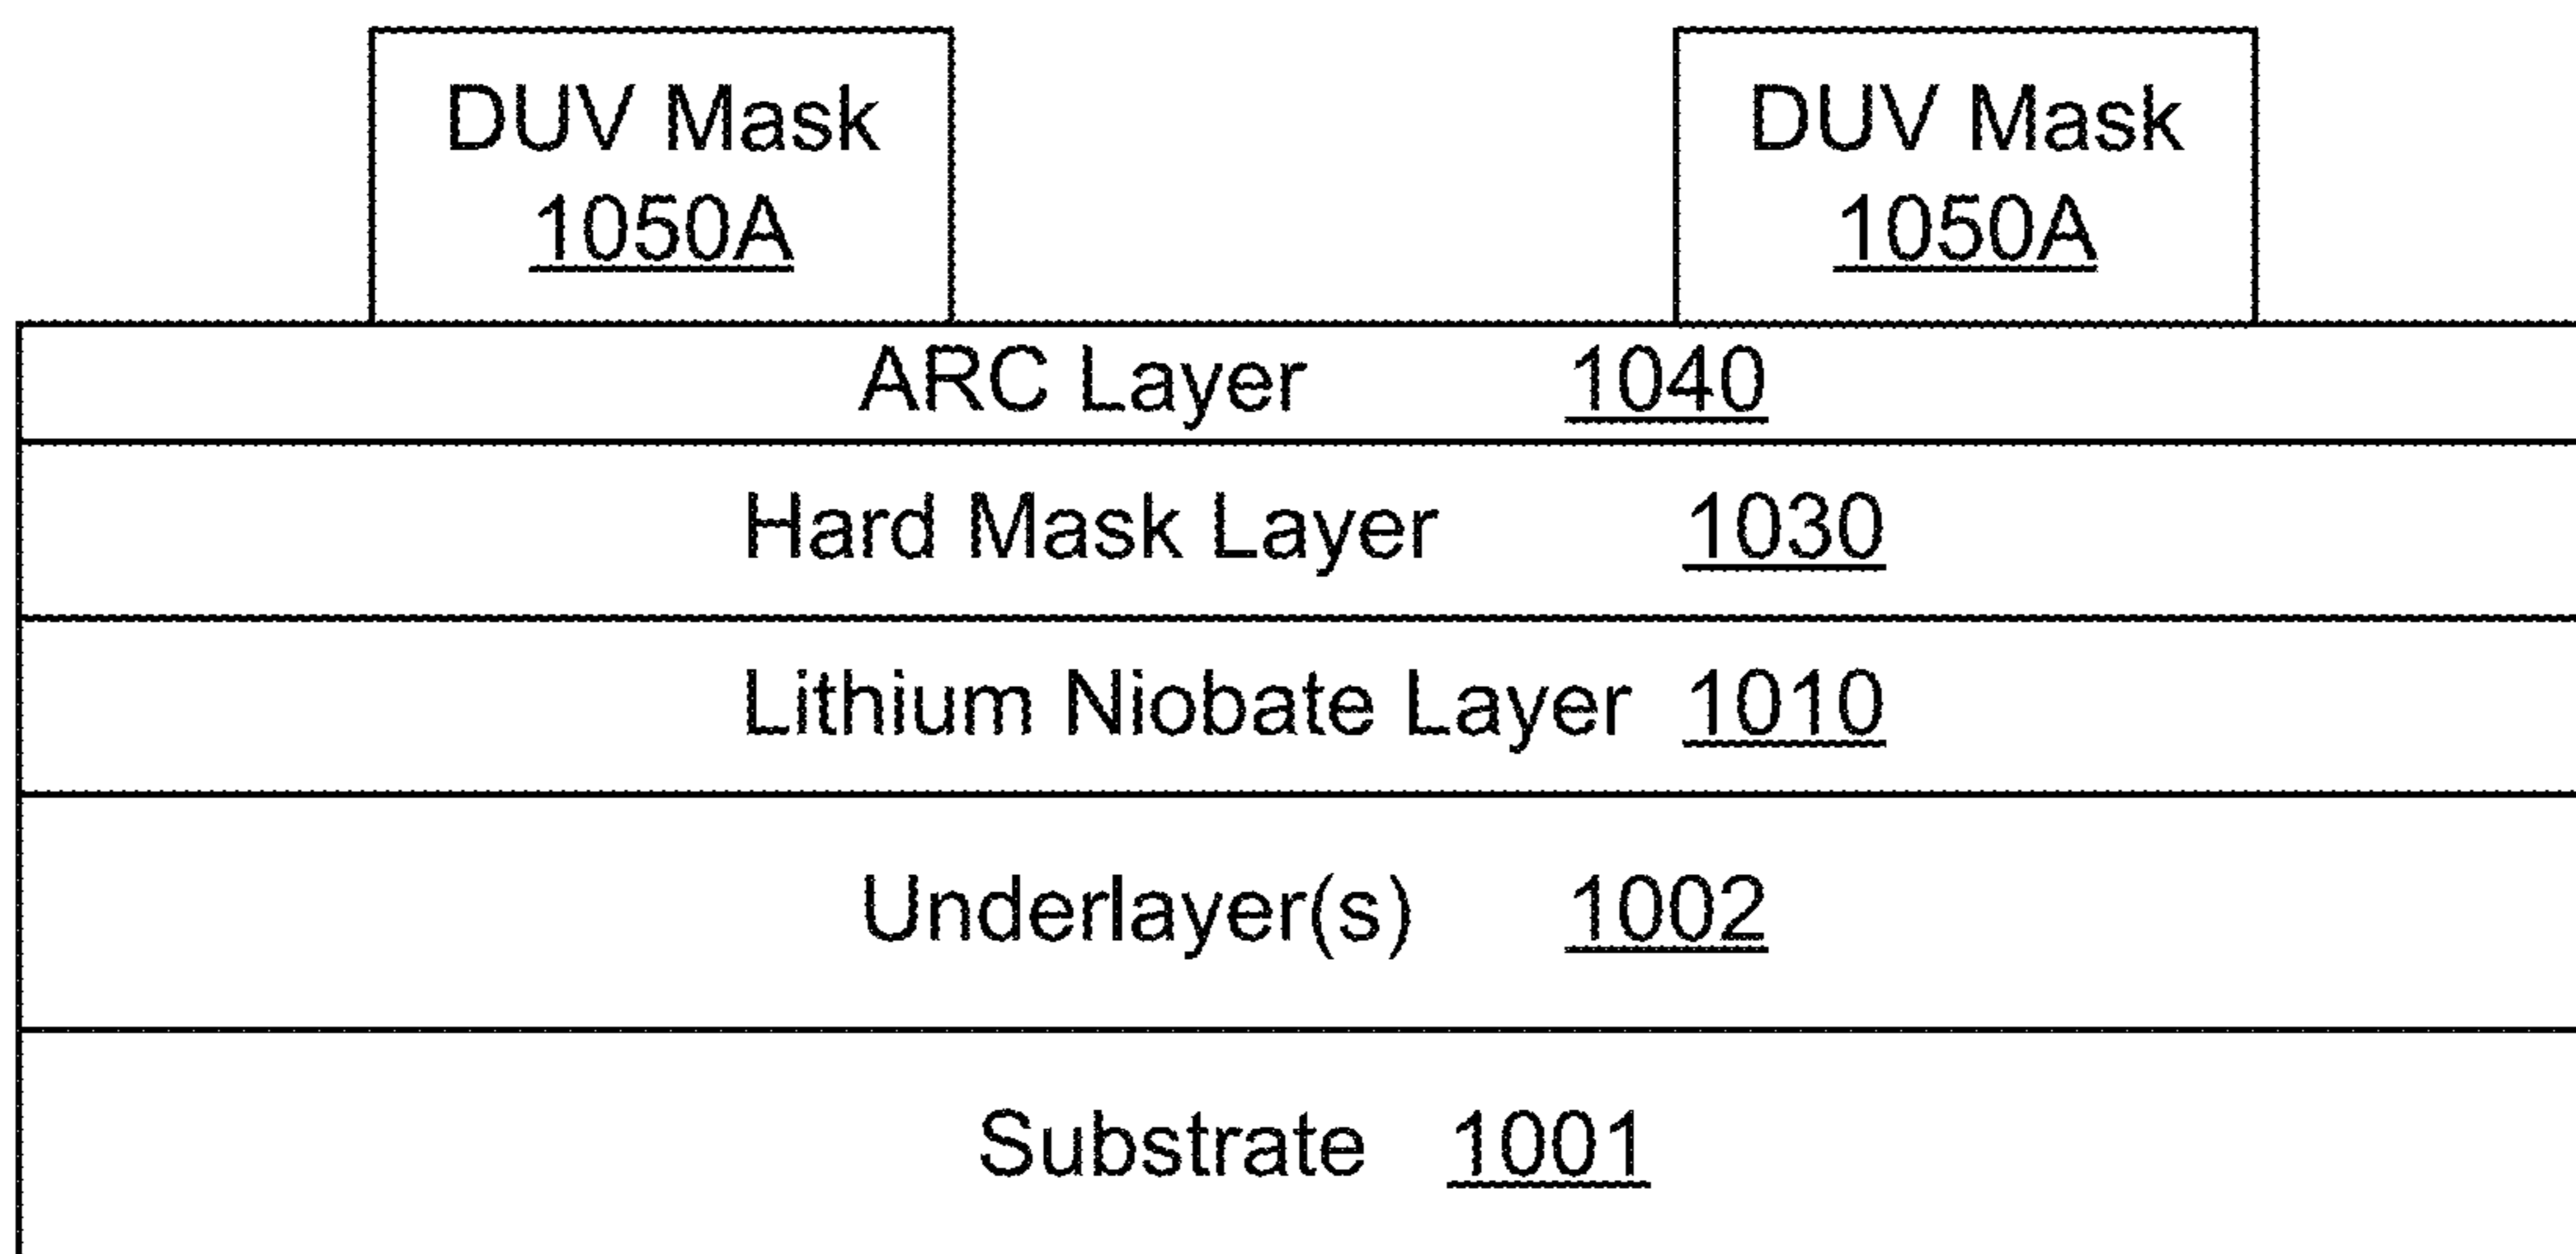 DUV Mask
1050A
DUV Mask
1050A
ARC Layer 1040
Hard Mask Layer 1030
Lithium Niobate Layer 1010
Underlayer(s) 1002
Substrate 1001